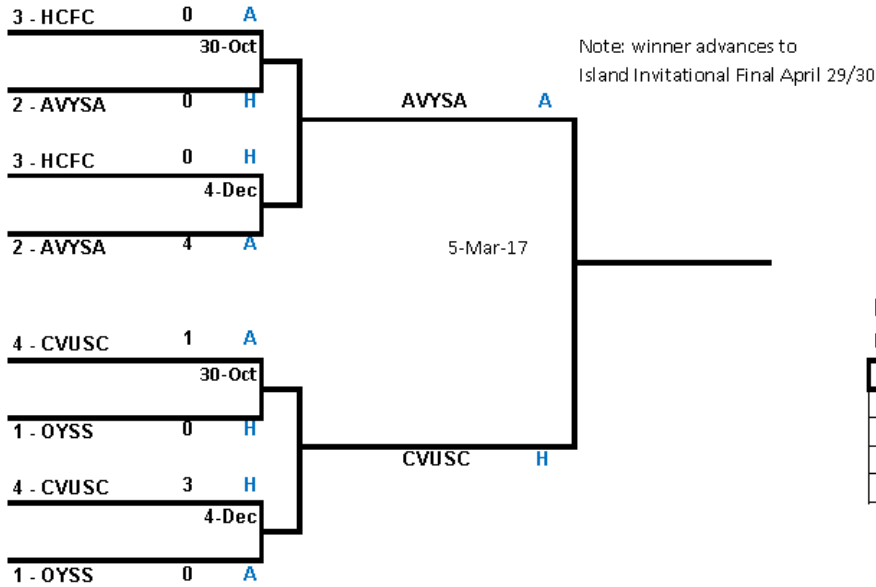 3 - HCFC 0 A
30-Oct
2 - AVYSA 0 H
3 - HCFC 0 H
4-Dec
2 - AVYSA 4 A
4 - CVUSC 1 A
30-Oct
1 - OYSS 0 H
4 - CVUSC 3 H
4-Dec
1 - OYSS 0 A
AVYSA A
5-Mar-17
CVUSC H
Note: winner advances to
Island Invitational Final April 29/30